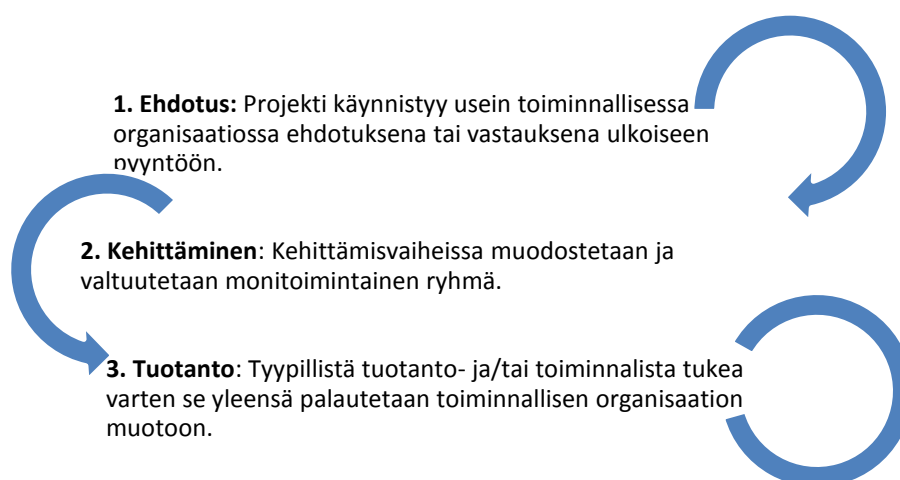 1. Ehdotus: Projekti käynnistyy usein toiminnallisessa
organisaatiossa ehdotuksena tai vastauksena ulkoiseen
pyyntöön.
2. Kehittäminen: Kehittämisvaiheissa muodostetaan ja
valtuutetaan monitoimintainen ryhmä.
3. Tuotanto: Tyypillistä tuotanto- ja/tai toiminnalista tukea
varten se yleensä palautetaan toiminnallisen organisaation
muotoon.